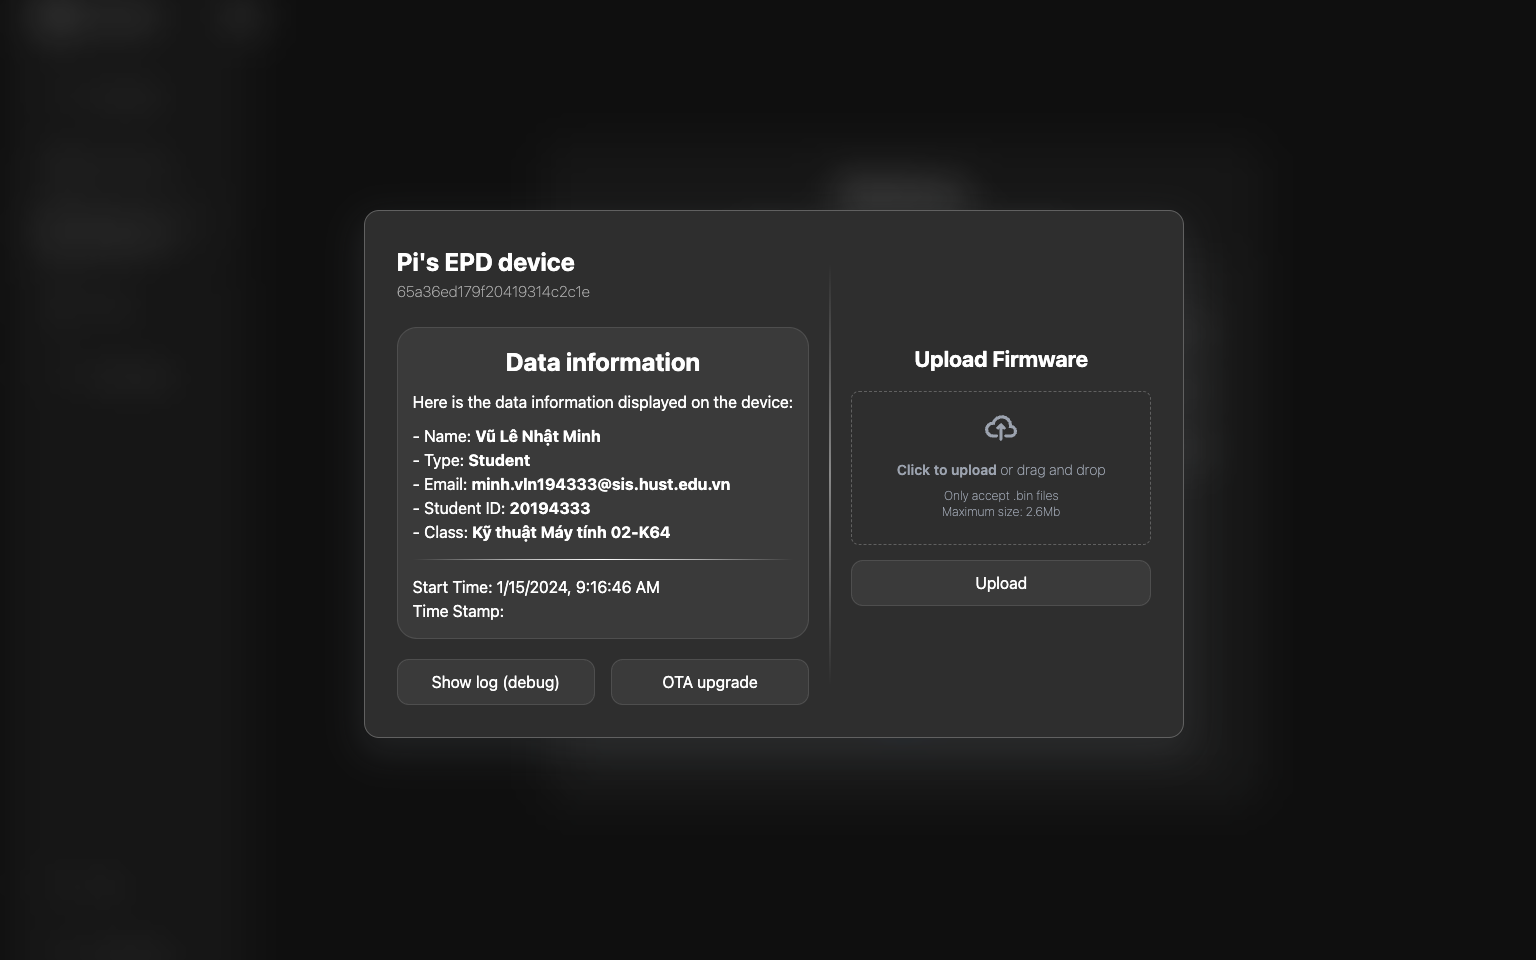 Pi's EPD device
65a36ed179f20419314c2c1e
Data information
Here is the data information displayed on the device:
- Name: Vũ Lê Nhật Minh
- Type: Student
- Email: minh.vln194333@sis.hust.edu.vn
- Student ID: 20194333
- Class: Kỹ thuật Máy tính 02-K64
Start Time: 1/15/2024, 9:16:46 AM
Time Stamp:
Show log (debug)
OTA upgrade
Upload Firmware
Click to upload or drag and drop
Only accept .bin files
Maximum size: 2.6Mb
Upload